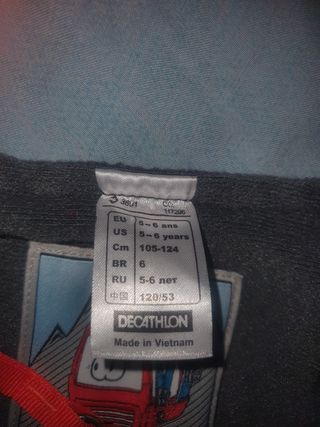 EU 5-6 ans
US 5-6 years
Cm 105-124
BR 6
RU 5-6 лет
中国 120/53
DECATHLON
Made in Vietnam